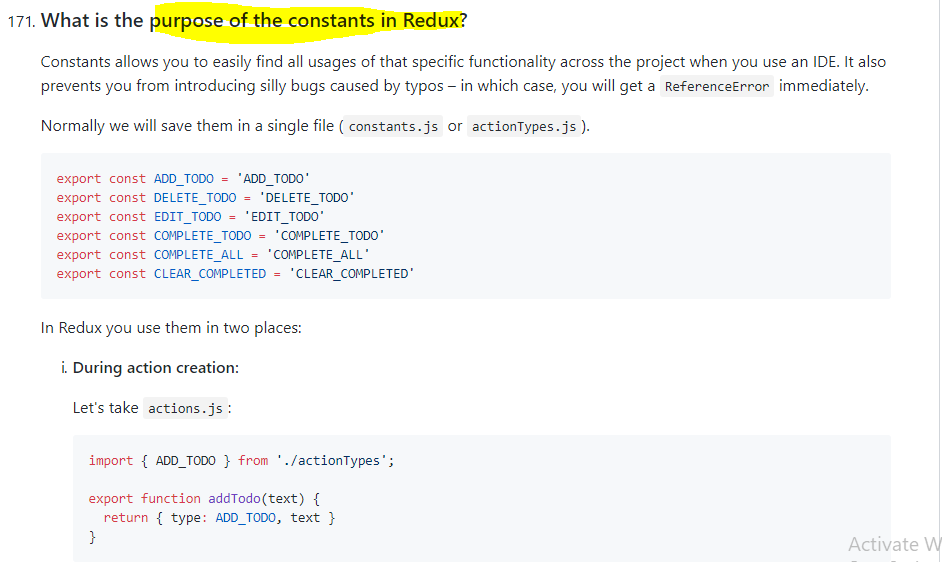 171. What is the purpose of the constants in Redux?
Constants allows you to easily find all usages of that specific functionality across the project when you use an IDE. It also
prevents you from introducing silly bugs caused by typos – in which case, you will get a ReferenceError immediately.
Normally we will save them in a single file ( constants.js or actionTypes.js ).
export const ADD_TODO = 'ADD_TODO'
export const DELETE_TODO = 'DELETE_TODO'
export const EDIT_TODO = 'EDIT_TODO'
export const COMPLETE_TODO = 'COMPLETE_TODO'
export const COMPLETE_ALL = 'COMPLETE_ALL'
export const CLEAR_COMPLETED = 'CLEAR_COMPLETED'
In Redux you use them in two places:
i. During action creation:
Let's take actions.js :
import { ADD_TODO } from './actionTypes';
export function addTodo(text) {
return { type: ADD_TODO, text }
}
Activate W